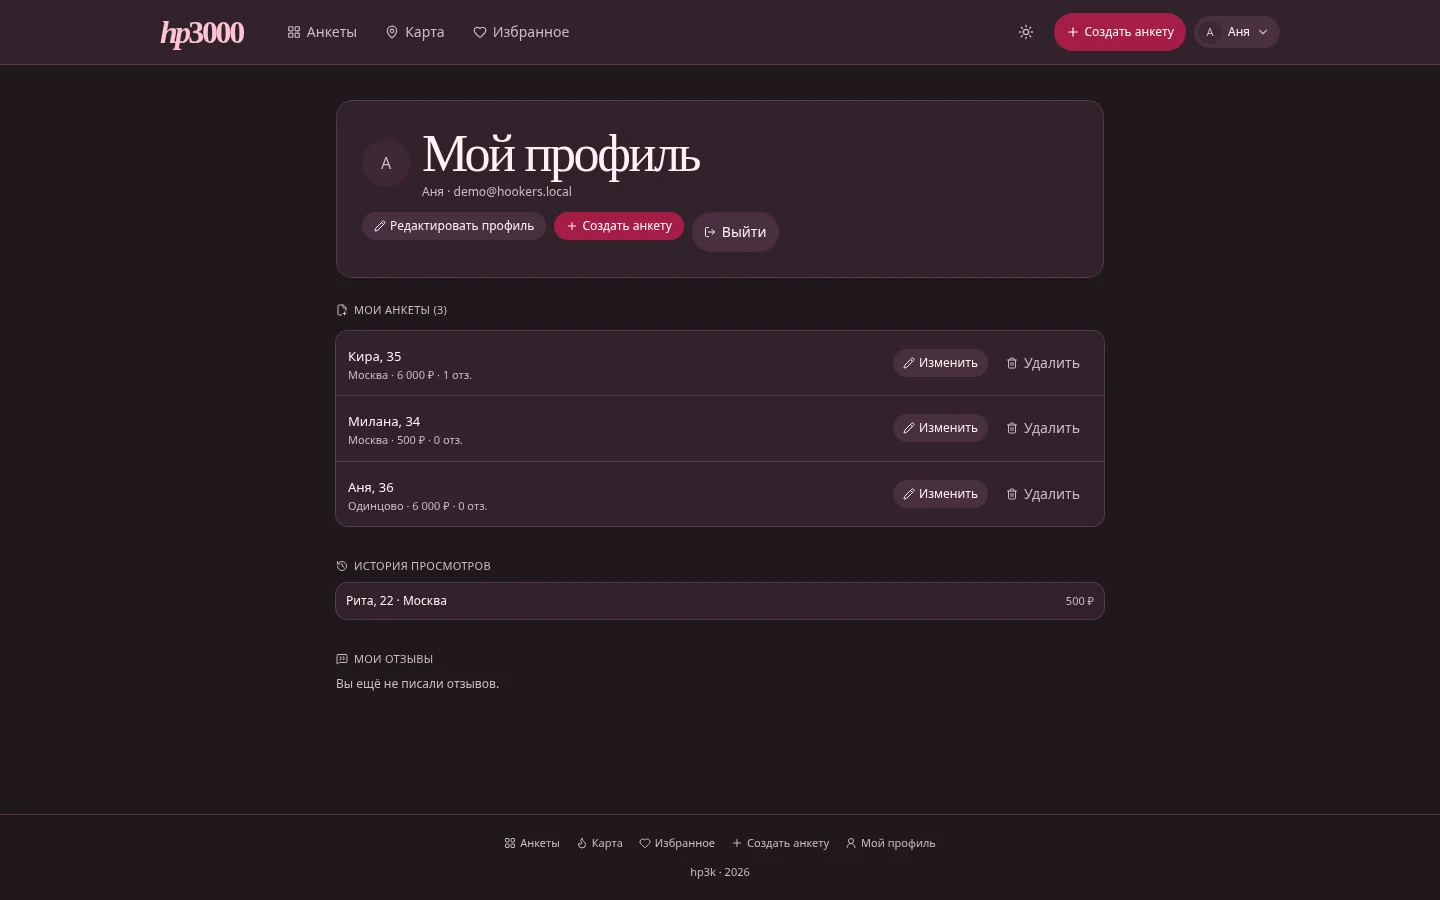 hp3000 Анкеты Карта Избранное Создать анкету А Аня
А Мой профиль
Аня · demo@hookers.local
Редактировать профиль Создать анкету Выйти
МОИ АНКЕТЫ (3)
Кира, 35
Москва · 6 000 ₽ · 1 отз.
Изменить Удалить
Милана, 34
Москва · 500 ₽ · 0 отз.
Изменить Удалить
Аня, 36
Одинцово · 6 000 ₽ · 0 отз.
Изменить Удалить
ИСТОРИЯ ПРОСМОТРОВ
Рита, 22 · Москва 500 ₽
МОИ ОТЗЫВЫ
Вы ещё не писали отзывов.
Анкеты Карта Избранное Создать анкету Мой профиль
hp3k · 2026